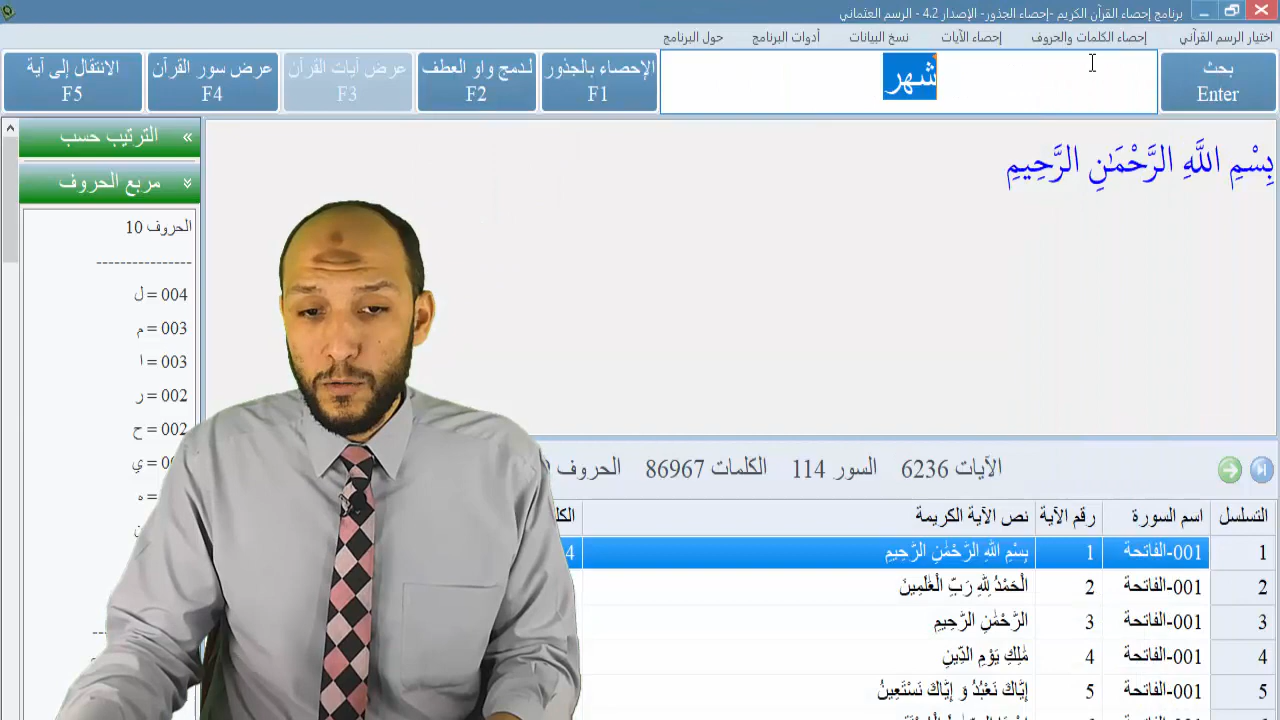 برنامج إحصاء القرآن الكريم -إحصاء الجذور- الإصدار 4.2 - الرسم العثماني
اختيار الرسم القرآني إحصاء الكلمات والحروف إحصاء الآيات نسخ البيانات أدوات البرنامج حول البرنامج
بحث
Enter
شهر
الإحصاء بالجذور
F1
لدمج واو العطف
F2
عرض آيات القرآن
F3
عرض سور القرآن
F4
الانتقال إلى آية
F5
الترتيب حسب
مربع الحروف
الحروف 10
----------------
004 = ل
003 = م
003 = ا
002 = ر
002 = ح
بِسْمِ اللَّهِ الرَّحْمَٰنِ الرَّحِيمِ
الآيات 6236 السور 114 الكلمات 86967 الحروف
التسلسل اسم السورة رقم الآية نص الآية الكريمة
1 001-الفاتحة 1 بِسْمِ اللَّهِ الرَّحْمَٰنِ الرَّحِيمِ 4
2 001-الفاتحة 2 الْحَمْدُ لِلَّهِ رَبِّ الْعَٰلَمِينَ
3 001-الفاتحة 3 الرَّحْمَٰنِ الرَّحِيمِ
4 001-الفاتحة 4 مَٰلِكِ يَوْمِ الدِّينِ
5 001-الفاتحة 5 إِيَّاكَ نَعْبُدُ وَ إِيَّاكَ نَسْتَعِينُ